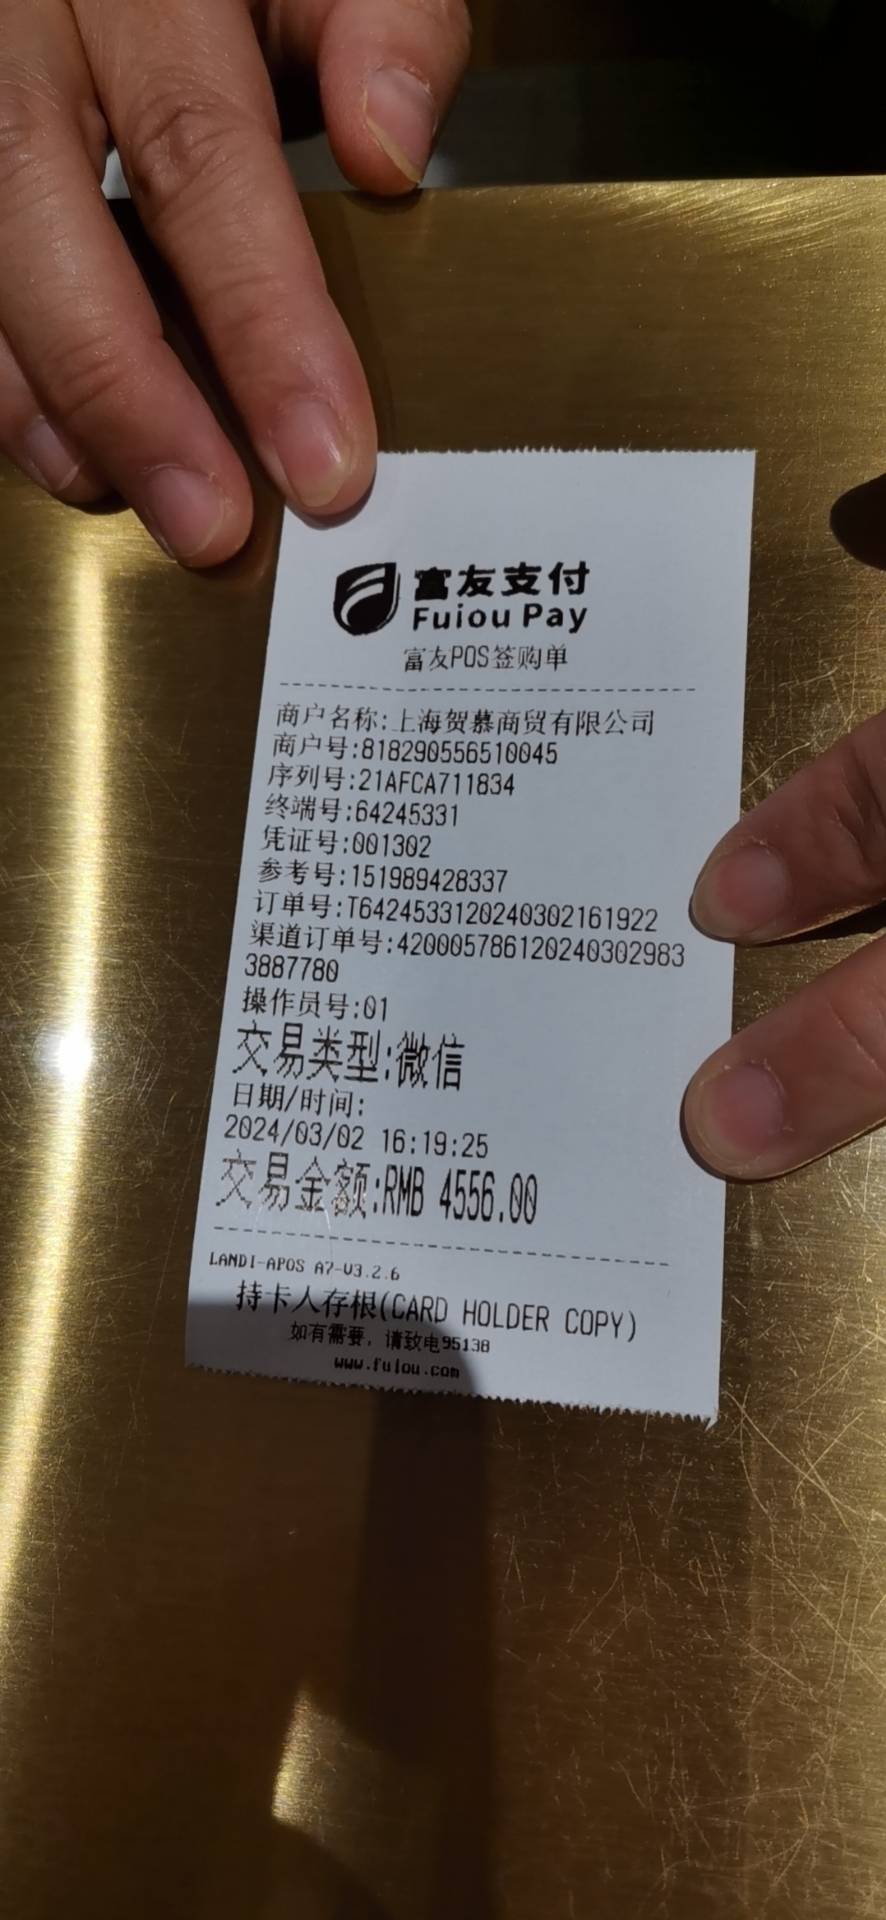 富友支付
Fuiou Pay
富友POS签购单
商户名称:上海贺慕商贸有限公司
商户号:818290556510045
序列号:21AFCA711834
终端号:64245331
凭证号:001302
参考号:151989428337
订单号:T6424533120240302161922
渠道订单号:420005786120240302983
3887780
操作员号:01
交易类型:微信
日期/时间:
2024/03/02 16:19:25
交易金额:RMB 4556.00
LANDI-APOS A7-V3.2.6
持卡人存根(CARD HOLDER COPY)
如有需要，请致电95138
www.fuiou.com